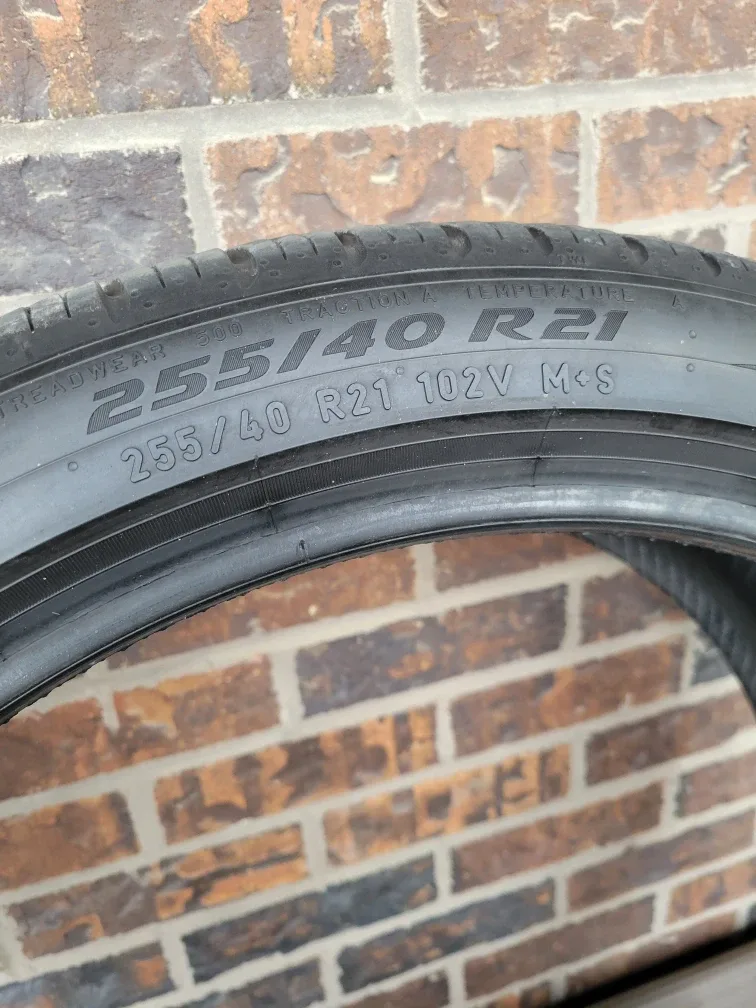 TREADWEAR 500 TRACTION A TEMPERATURE A
255/40 R21
255/40 R21 102V M+S